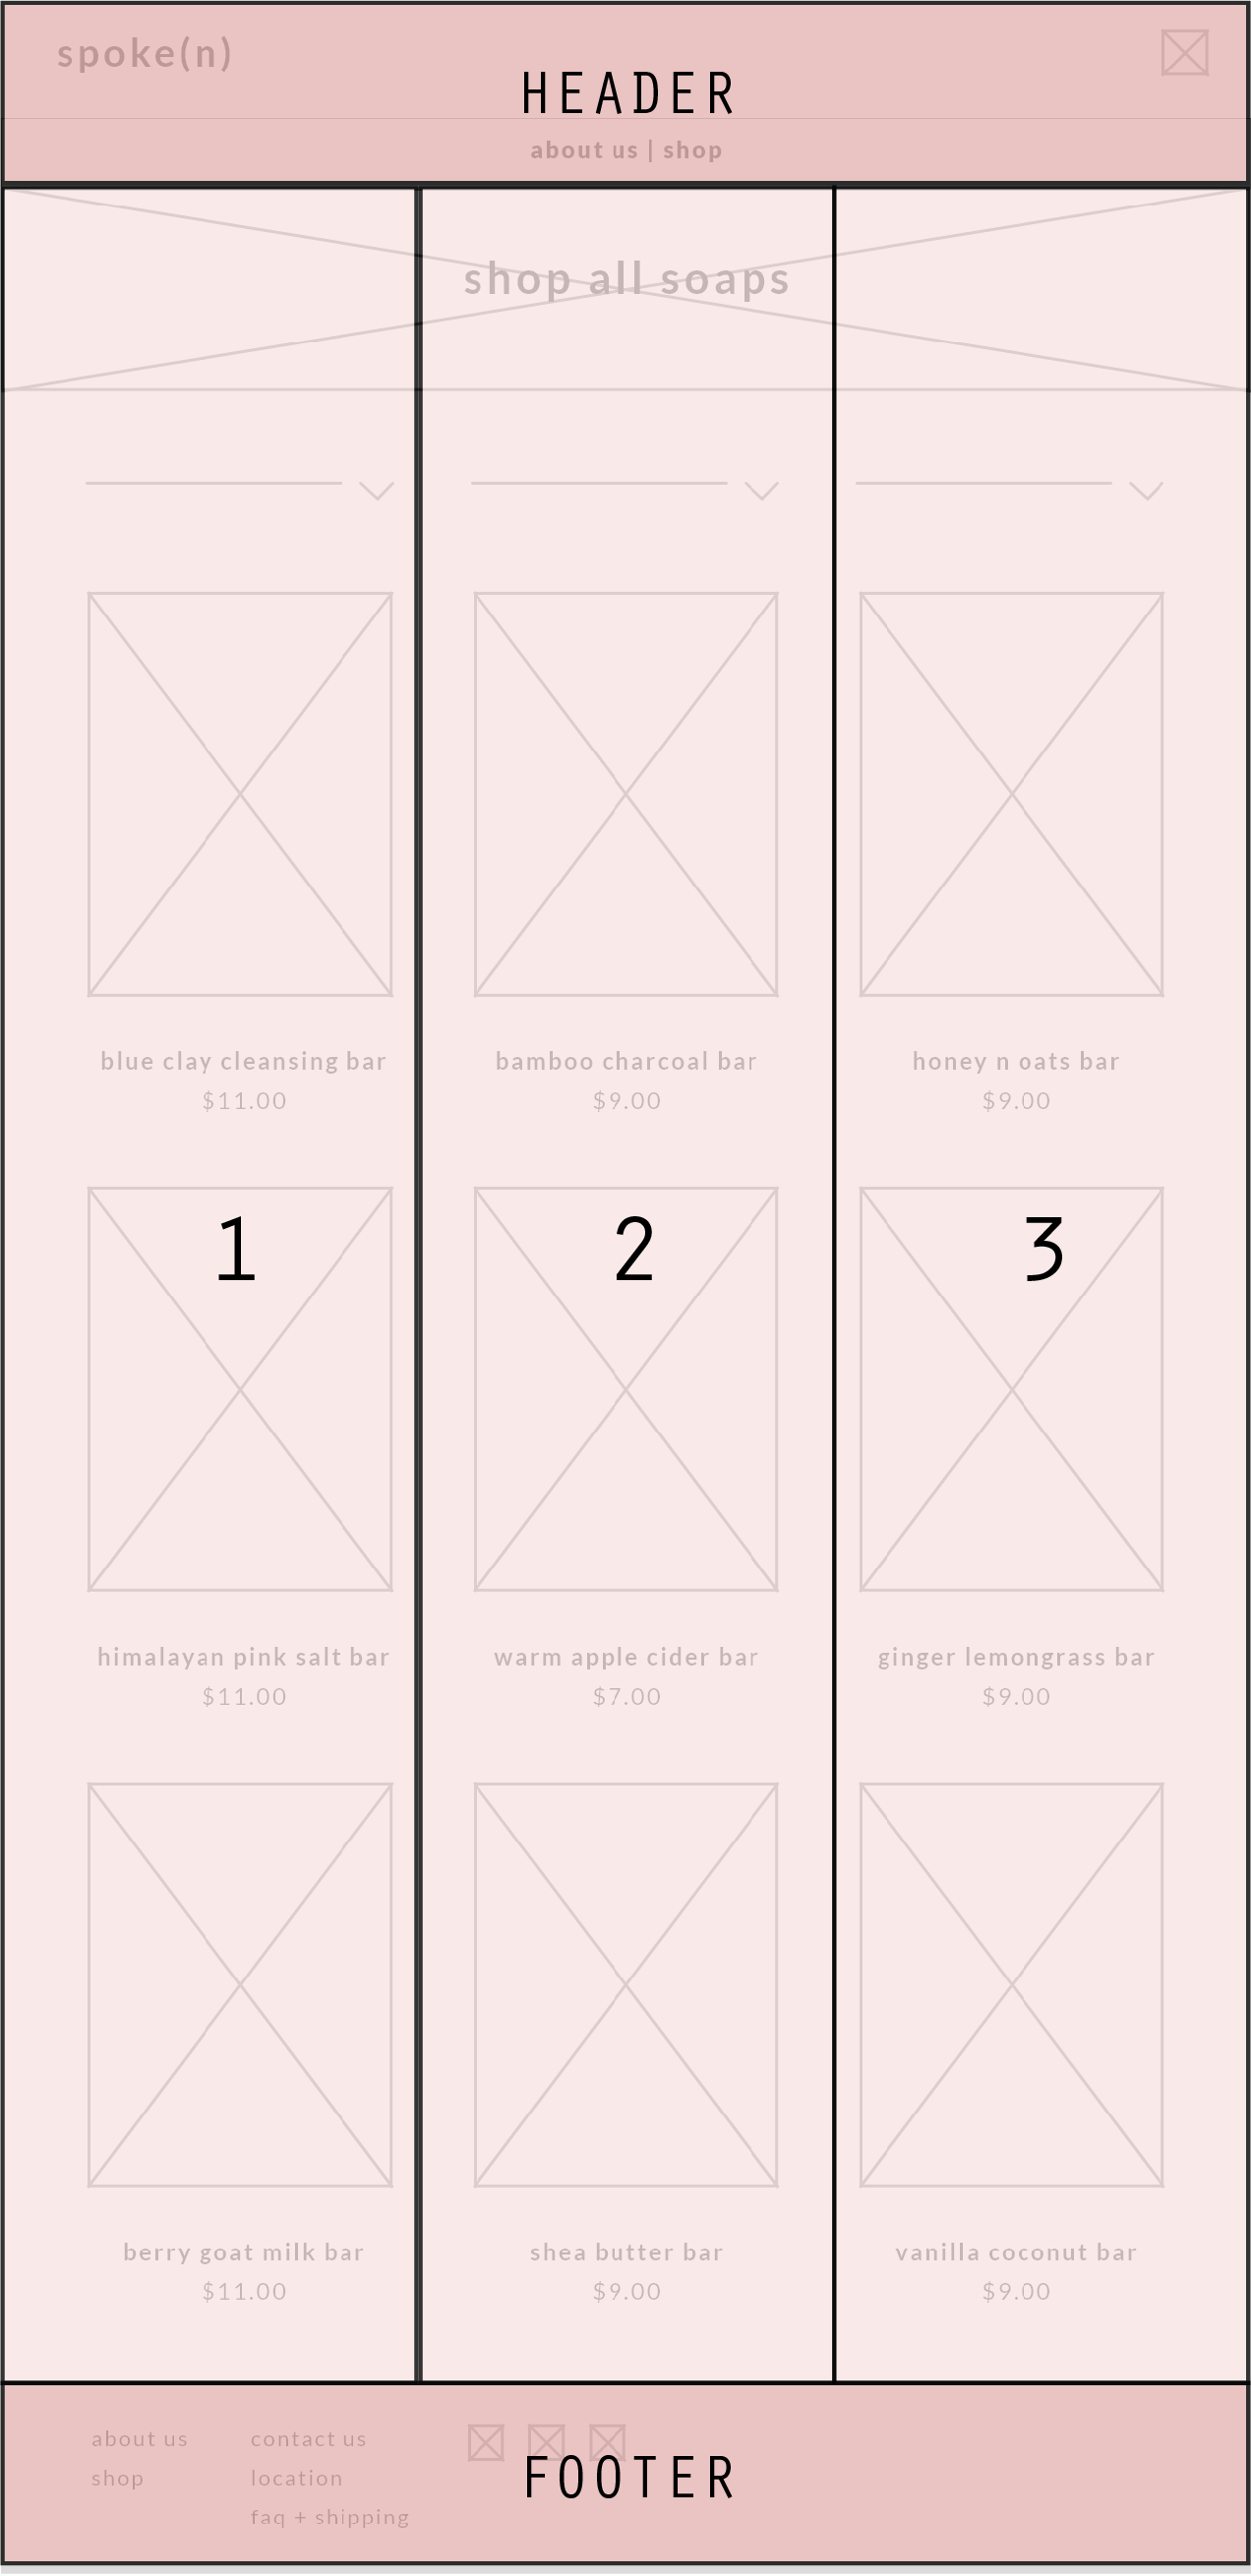 spoke(n)
HEADER
about us | shop
shop all soaps
blue clay cleansing bar
$11.00
bamboo charcoal bar
$9.00
honey n oats bar
$9.00
1
2
3
himalayan pink salt bar
$11.00
warm apple cider bar
$7.00
ginger lemongrass bar
$9.00
berry goat milk bar
$11.00
shea butter bar
$9.00
vanilla coconut bar
$9.00
about us
shop
contact us
location
faq + shipping
FOOTER